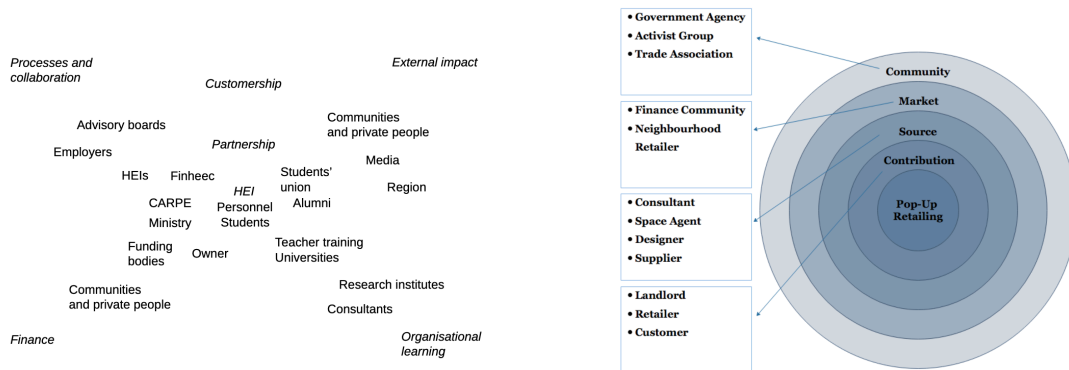 Processes and
collaboration
Customership
External impact
Advisory boards
Communities
and private people
Employers
Partnership
Media
HEIs
Finheec
Students'
union
Region
HEI
CARPE
Personnel
Alumni
Ministry
Students
Funding
bodies
Owner
Teacher training
Universities
Communities
and private people
Research institutes
Consultants
Finance
Organisational
learning
• Government Agency
• Activist Group
• Trade Association
• Finance Community
• Neighbourhood
Retailer
• Consultant
• Space Agent
• Designer
• Supplier
• Landlord
• Retailer
• Customer
Community
Market
Source
Contribution
Pop-Up
Retailing